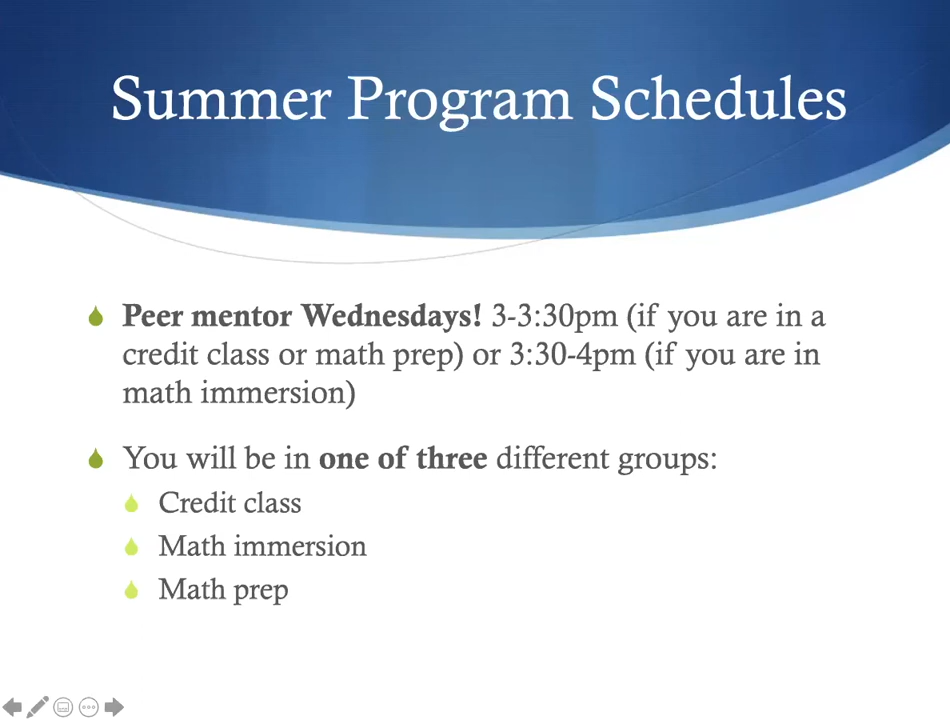 Summer Program Schedules
Peer mentor Wednesdays! 3-3:30pm (if you are in a
credit class or math prep) or 3:30-4pm (if you are in
math immersion)
You will be in one of three different groups:
Credit class
Math immersion
Math prep